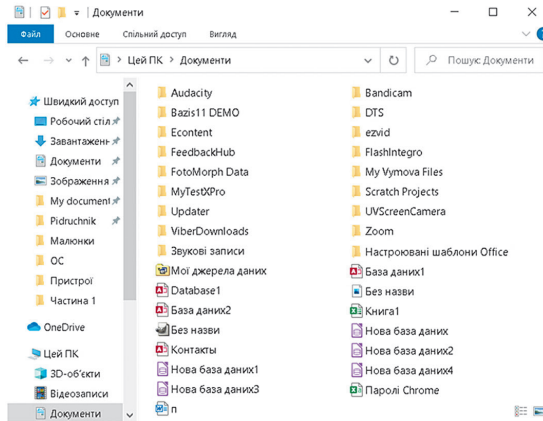 Документи
Файл Основне Спільний доступ Вигляд
Цей ПК > Документи
Пошук: Документи
Швидкий доступ
Робочий стіл
Завантаженн
Документи
Зображення
My document
Pidruchnik
Малюнки
ОС
Пристрої
Частина 1
OneDrive
Цей ПК
3D-об'єкти
Відеозаписи
Документи
Audacity
Bandicam
Bazis11 DEMO
DTS
Econtent
ezvid
FeedbackHub
FlashIntegro
FotoMorph Data
My Vymova Files
MyTestXPro
Scratch Projects
Updater
UVScreenCamera
ViberDownloads
Zoom
Звукові записи
Настроювані шаблони Office
Мої джерела даних
База даних1
Database1
Без назви
База даних2
Книга1
Без назви
Нова база даних
Контакты
Нова база даних2
Нова база даних1
Нова база даних4
Нова база даних3
Паролі Chrome
п